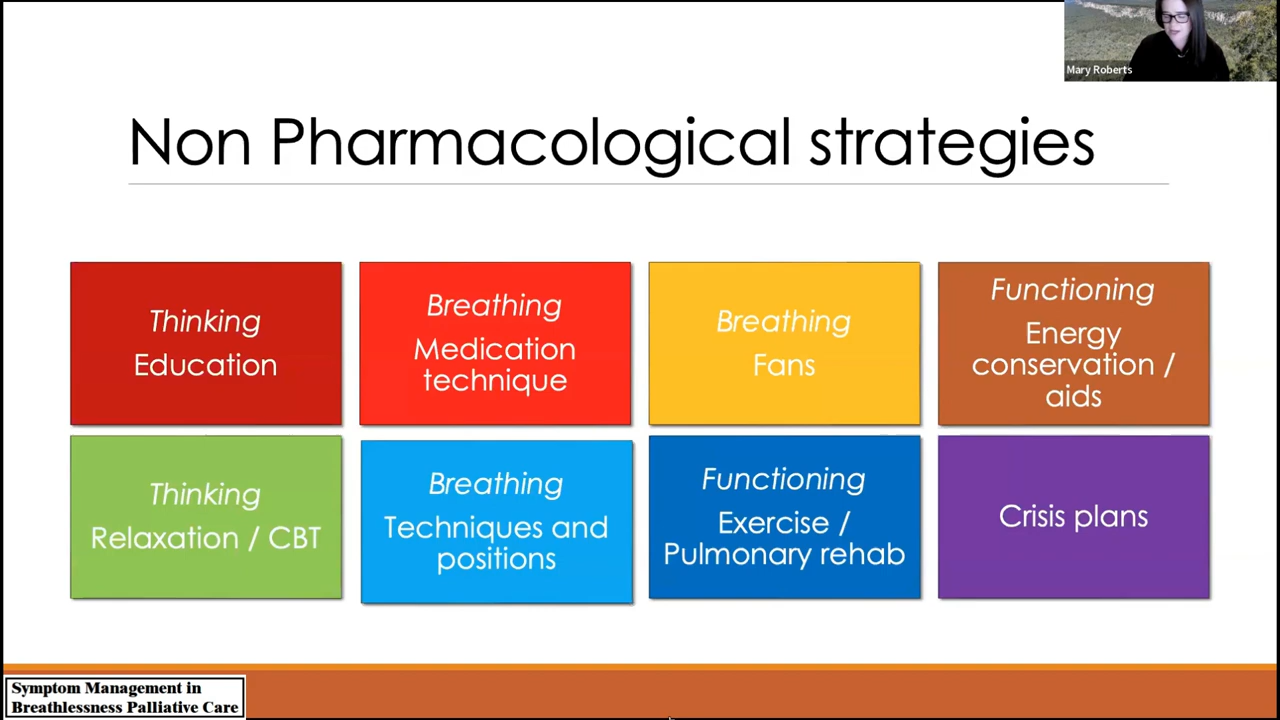 Mary Roberts
Non Pharmacological strategies
Thinking
Education
Breathing
Medication
technique
Breathing
Fans
Functioning
Energy
conservation /
aids
Thinking
Relaxation / CBT
Breathing
Techniques and
positions
Functioning
Exercise /
Pulmonary rehab
Crisis plans
Symptom Management in
Breathlessness Palliative Care